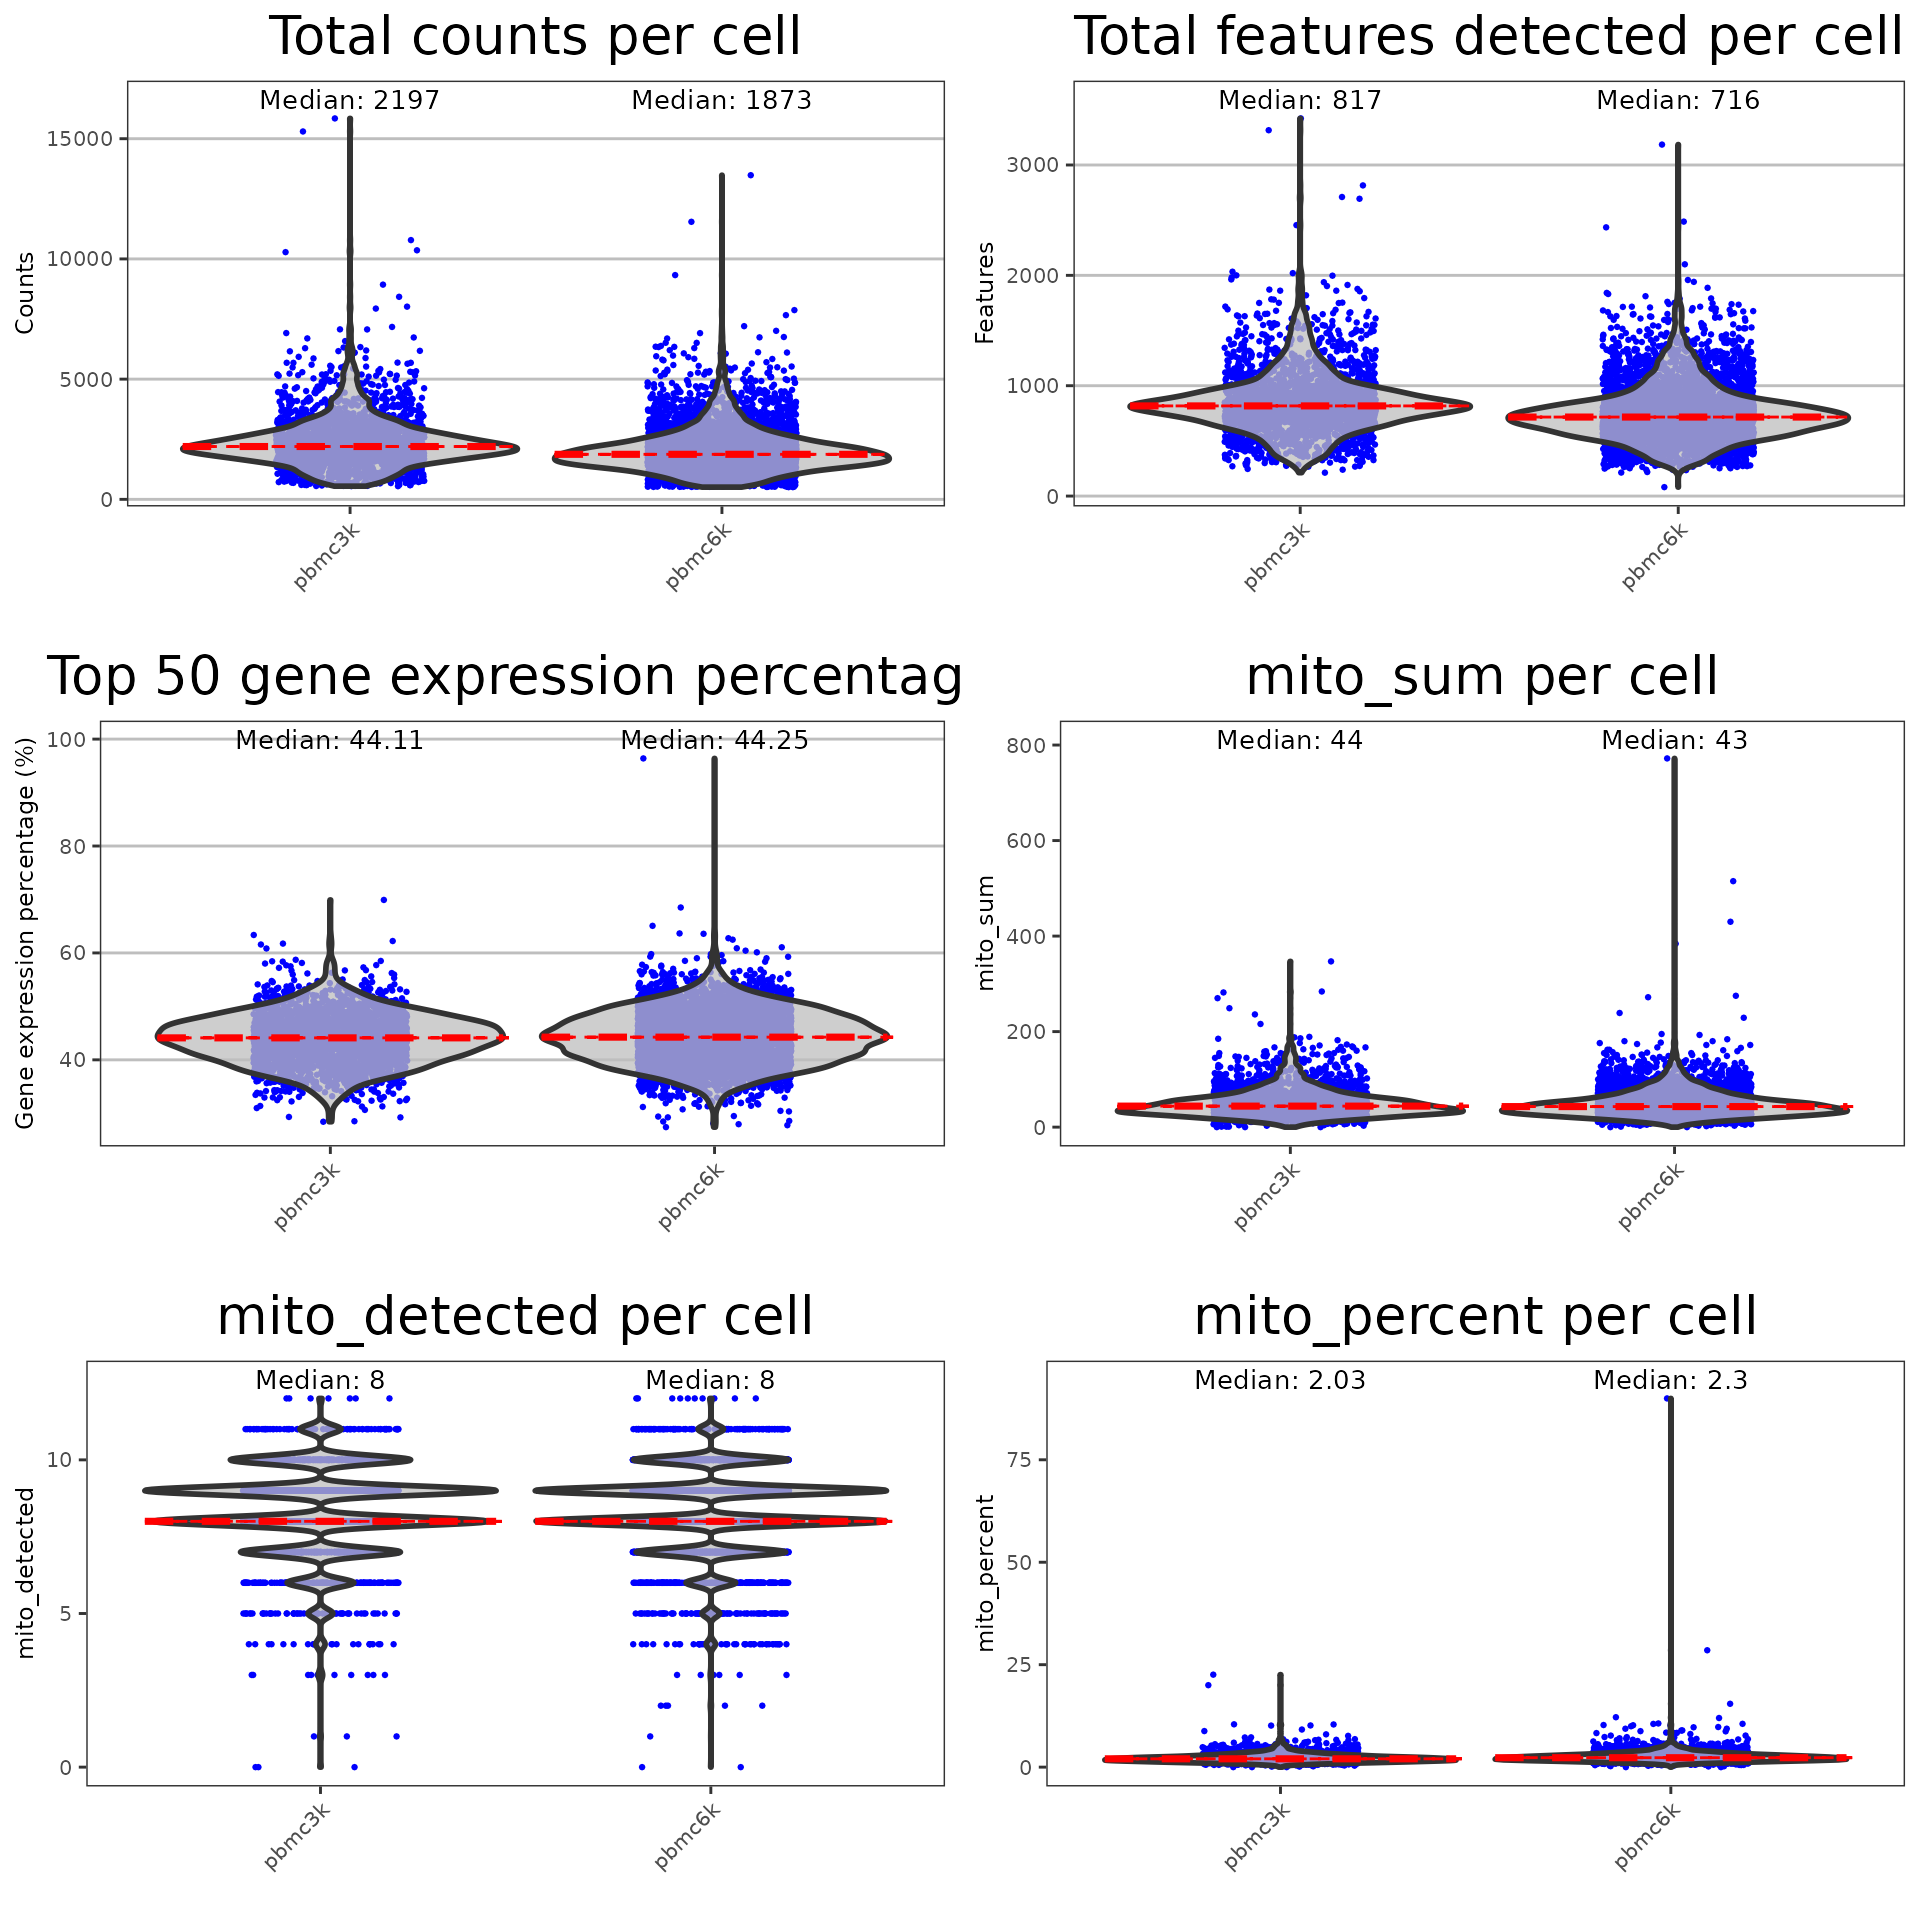 Total counts per cell
Median: 2197
Median: 1873
15000
10000
5000
0
Counts
pbmc3k
pbmc6k
Total features detected per cell
Median: 817
Median: 716
3000
2000
1000
0
Features
pbmc3k
pbmc6k
Top 50 gene expression percentag
Median: 44.11
Median: 44.25
100
80
60
40
Gene expression percentage (%)
pbmc3k
pbmc6k
mito_sum per cell
Median: 44
Median: 43
800
600
400
200
0
mito_sum
pbmc3k
pbmc6k
mito_detected per cell
Median: 8
Median: 8
10
5
0
mito_detected
pbmc3k
pbmc6k
mito_percent per cell
Median: 2.03
Median: 2.3
75
50
25
0
mito_percent
pbmc3k
pbmc6k